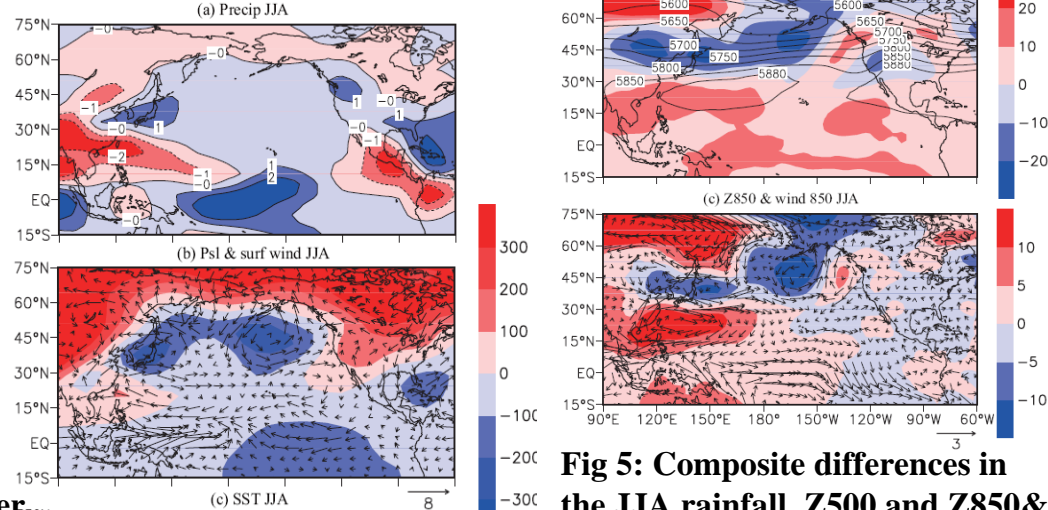 (a) Precip JJA
75°N
60°N
45°N
30°N
15°N
EQ
15°S
−0
−0
−1
−0
1
−2
−1
−0
−0
1
2
1
−0
1
−0
−1
(b) Psl & surf wind JJA
75°N
60°N
45°N
30°N
15°N
EQ
15°S
300
200
100
0
−100
−200
−300
(c) SST JJA
8
60°N
45°N
30°N
15°N
EQ
15°S
5600
5650
5700
5750
5800
5850
5880
5600
5650
5700
5750
5800
5850
5880
20
10
0
−10
−20
(c) Z850 & wind 850 JJA
75°N
60°N
45°N
30°N
15°N
EQ
15°S
90°E 120°E 150°E 180°W 150°W 120°W 90°W 60°W
3
10
5
0
−5
−10
Fig 5: Composite differences in
the JJA rainfall, Z500 and Z850&
er